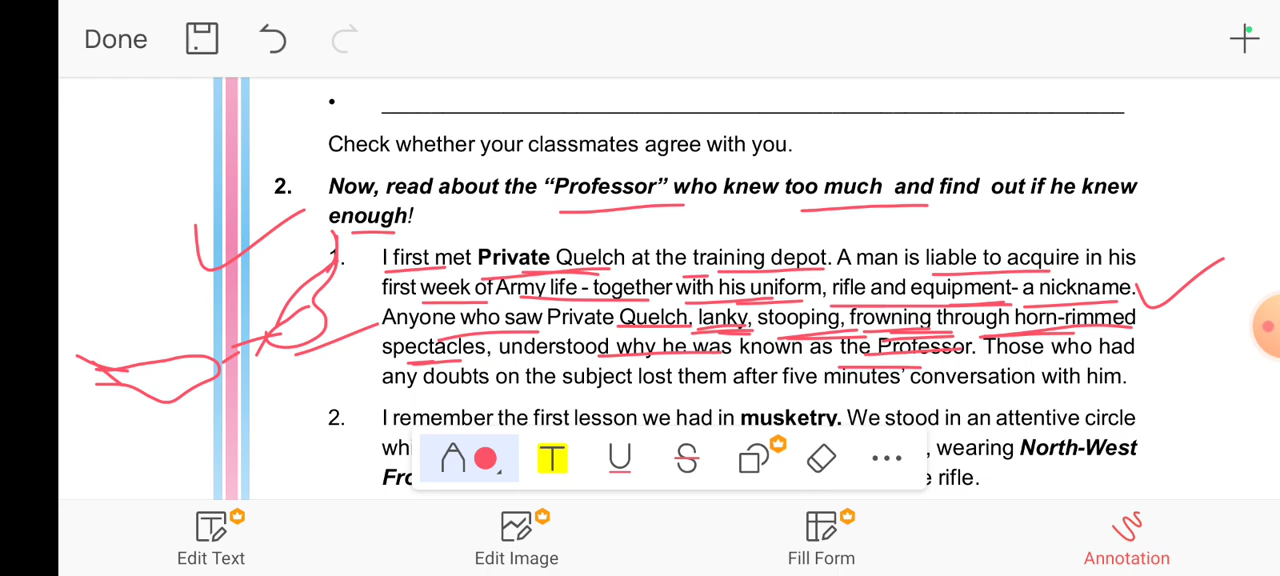 Done
•
Check whether your classmates agree with you.
2. Now, read about the “Professor” who knew too much and find out if he knew
enough!
1. I first met Private Quelch at the training depot. A man is liable to acquire in his
first week of Army life - together with his uniform, rifle and equipment- a nickname.
Anyone who saw Private Quelch, lanky, stooping, frowning through horn-rimmed
spectacles, understood why he was known as the Professor. Those who had
any doubts on the subject lost them after five minutes’ conversation with him.
2. I remember the first lesson we had in musketry. We stood in an attentive circle
wh , wearing North-West
Fro rifle.
T U S
Edit Text Edit Image Fill Form Annotation